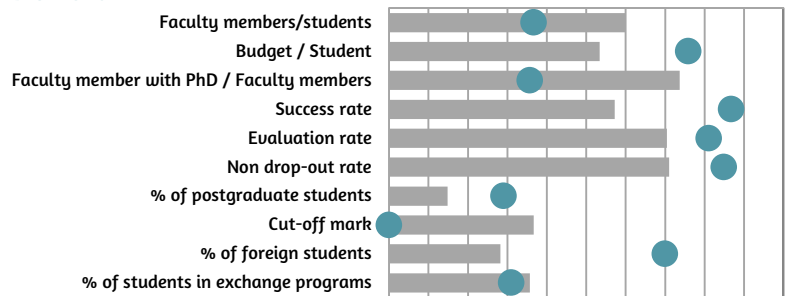 Faculty members/students
Budget / Student
Faculty member with PhD / Faculty members
Success rate
Evaluation rate
Non drop-out rate
% of postgraduate students
Cut-off mark
% of foreign students
% of students in exchange programs